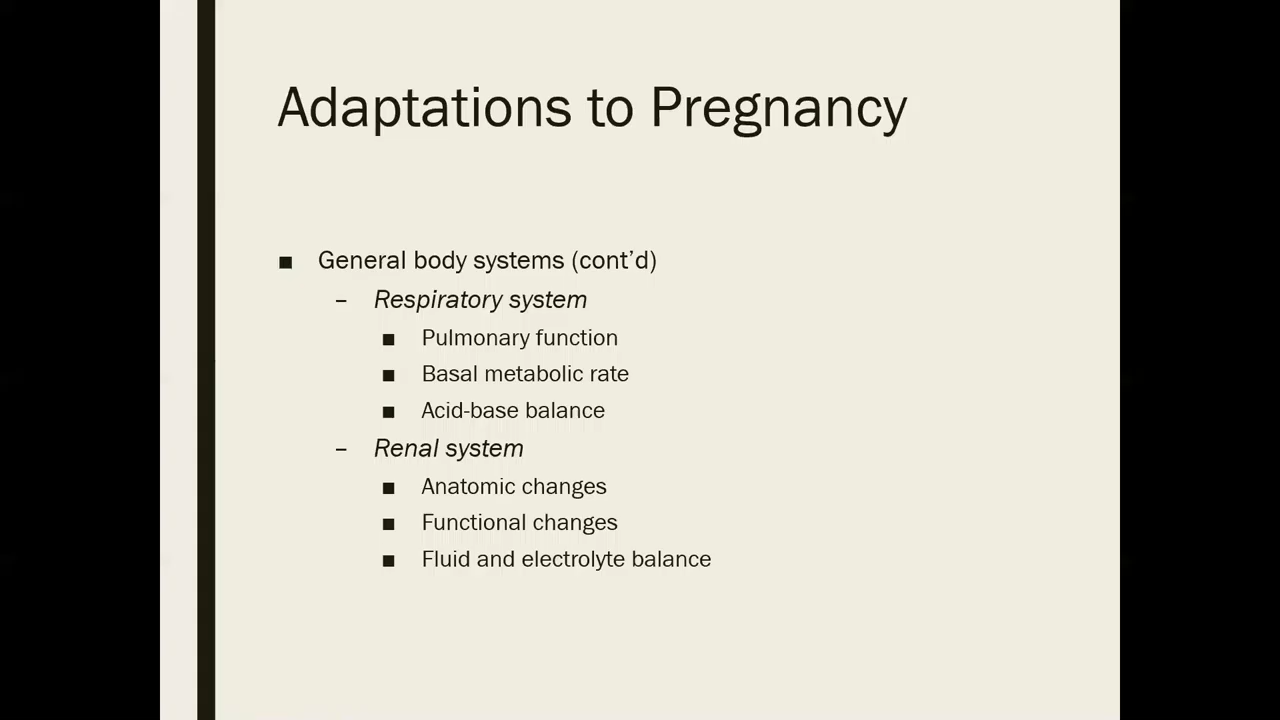 Adaptations to Pregnancy
■ General body systems (cont’d)
– Respiratory system
■ Pulmonary function
■ Basal metabolic rate
■ Acid-base balance
– Renal system
■ Anatomic changes
■ Functional changes
■ Fluid and electrolyte balance